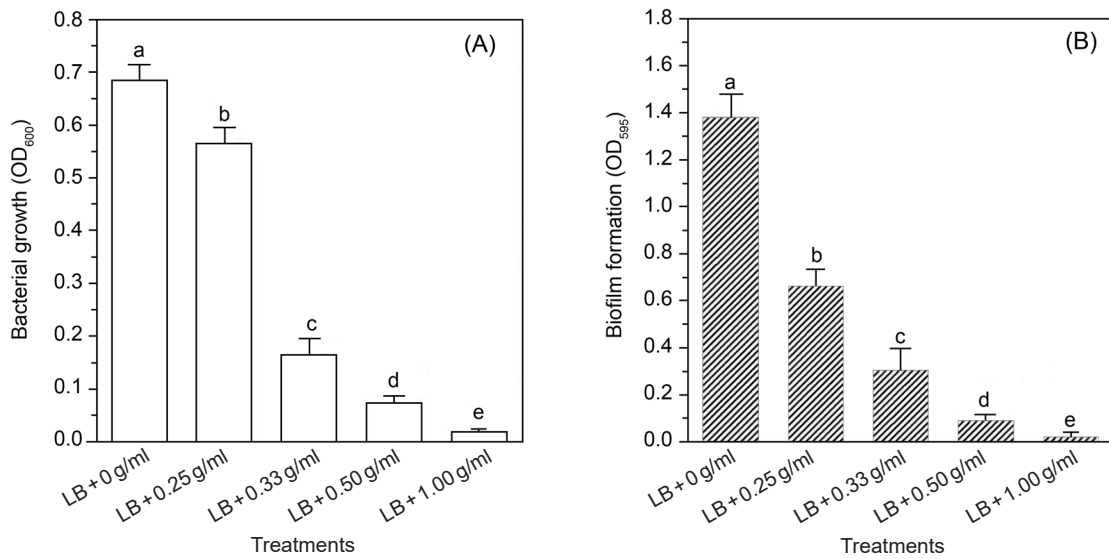 (A)
Bacterial growth (OD600)
0.8
0.7
0.6
0.5
0.4
0.3
0.2
0.1
0.0
a
b
c
d
e
LB + 0 g/ml
LB + 0.25 g/ml
LB + 0.33 g/ml
LB + 0.50 g/ml
LB + 1.00 g/ml
Treatments
(B)
Biofilm formation (OD595)
1.8
1.6
1.4
1.2
1.0
0.8
0.6
0.4
0.2
0.0
a
b
c
d
e
LB + 0 g/ml
LB + 0.25 g/ml
LB + 0.33 g/ml
LB + 0.50 g/ml
LB + 1.00 g/ml
Treatments